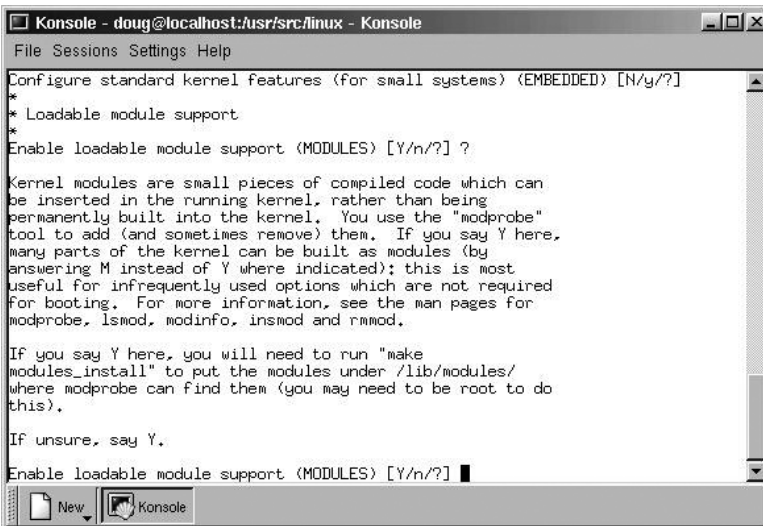 Konsole - doug@localhost:/usr/src/linux - Konsole
File Sessions Settings Help
Configure standard kernel features (for small systems) (EMBEDDED) [N/y/?]
*
* Loadable module support
*
Enable loadable module support (MODULES) [Y/n/?] ?
Kernel modules are small pieces of compiled code which can
be inserted in the running kernel, rather than being
permanently built into the kernel. You use the "modprobe"
tool to add (and sometimes remove) them. If you say Y here,
many parts of the kernel can be built as modules (by
answering M instead of Y where indicated): this is most
useful for infrequently used options which are not required
for booting. For more information, see the man pages for
modprobe, lsmod, modinfo, insmod and rmmod.
If you say Y here, you will need to run "make
modules_install" to put the modules under /lib/modules/
where modprobe can find them (you may need to be root to do
this).
If unsure, say Y.
Enable loadable module support (MODULES) [Y/n/?]
New Konsole